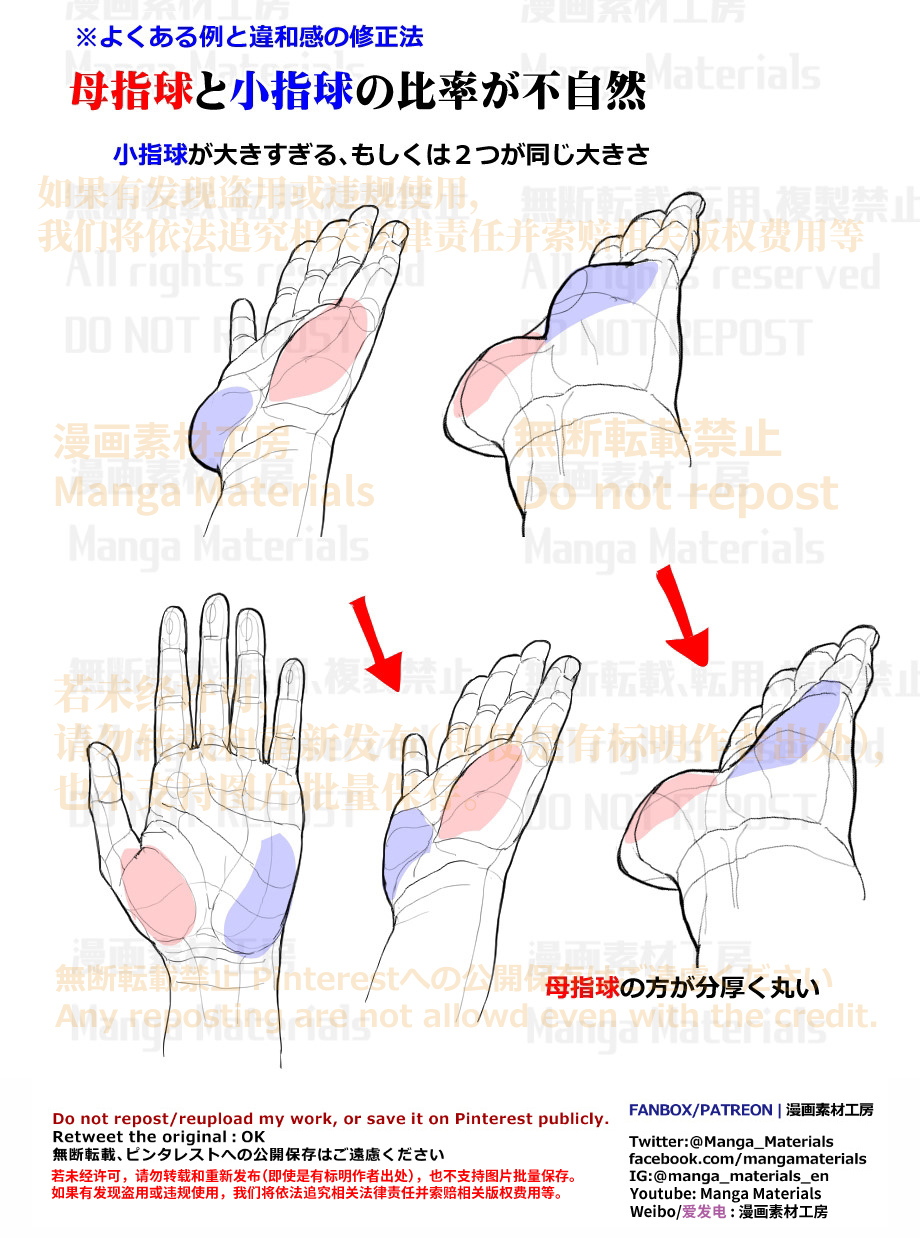 ※よくある例と違和感の修正法
母指球と小指球の比率が不自然
小指球が大きすぎる、もしくは２つが同じ大きさ
漫画素材工房
Manga Materials
如果有发现盗用或违规使用,
我们将依法追究相关法律责任并索赔相关版权费用等
無断転載、転用、複製禁止
All rights reserved
DO NOT REPOST
漫画素材工房
Manga Materials
無断転載禁止
Do not repost
漫画素材工房
Manga Materials
若未经许可,
请勿转载和重新发布(即使是有标明作者出处),
也不支持图片批量保存。
無断転載、転用、複製禁止
All rights reserved
DO NOT REPOST
無断転載禁止 Pinterestへの公開保存はご遠慮ください
Any reposting are not allowd even with the credit.
漫画素材工房
Manga Materials
母指球の方が分厚く丸い
Do not repost/reupload my work, or save it on Pinterest publicly.
Retweet the original : OK
無断転載、ピンタレストへの公開保存はご遠慮ください
若未经许可，请勿转载和重新发布(即使是有标明作者出处)，也不支持图片批量保存。
如果有发现盗用或违规使用，我们将依法追究相关法律责任并索赔相关版权费用等。
FANBOX/PATREON | 漫画素材工房
Twitter:@Manga_Materials
facebook.com/mangamaterials
IG:@manga_materials_en
Youtube: Manga Materials
Weibo/爱发电 : 漫画素材工房